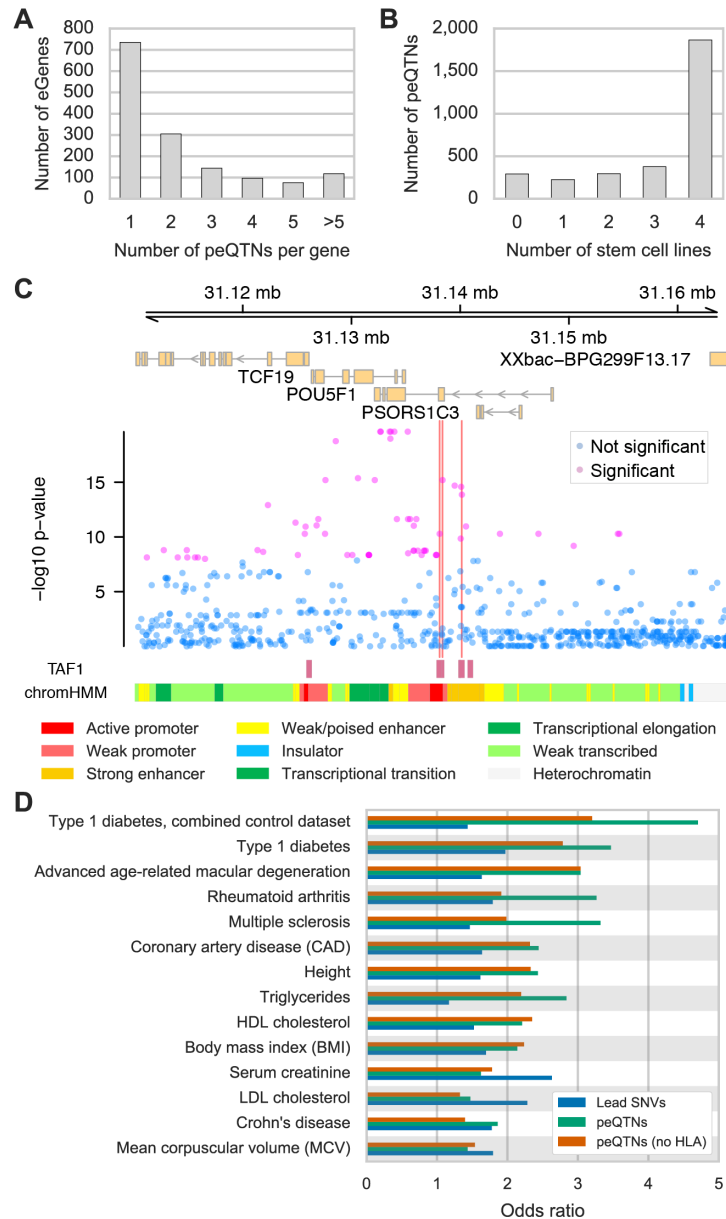 A
Number of eGenes
800
700
600
500
400
300
200
100
0
1 2 3 4 5 >5
Number of peQTNs per gene
B
Number of peQTNs
2,000
1,500
1,000
500
0
0 1 2 3 4
Number of stem cell lines
C
31.12 mb 31.14 mb 31.16 mb
31.13 mb 31.15 mb
XXbac−BPG299F13.17
TCF19
POU5F1
PSORS1C3
−log10 p−value
15
10
5
Not significant
Significant
TAF1
chromHMM
Active promoter Weak/poised enhancer Transcriptional elongation
Weak promoter Insulator Weak transcribed
Strong enhancer Transcriptional transition Heterochromatin
D
Type 1 diabetes, combined control dataset
Type 1 diabetes
Advanced age-related macular degeneration
Rheumatoid arthritis
Multiple sclerosis
Coronary artery disease (CAD)
Height
Triglycerides
HDL cholesterol
Body mass index (BMI)
Serum creatinine
LDL cholesterol
Crohn's disease
Mean corpuscular volume (MCV)
Lead SNVs
peQTNs
peQTNs (no HLA)
0 1 2 3 4 5
Odds ratio